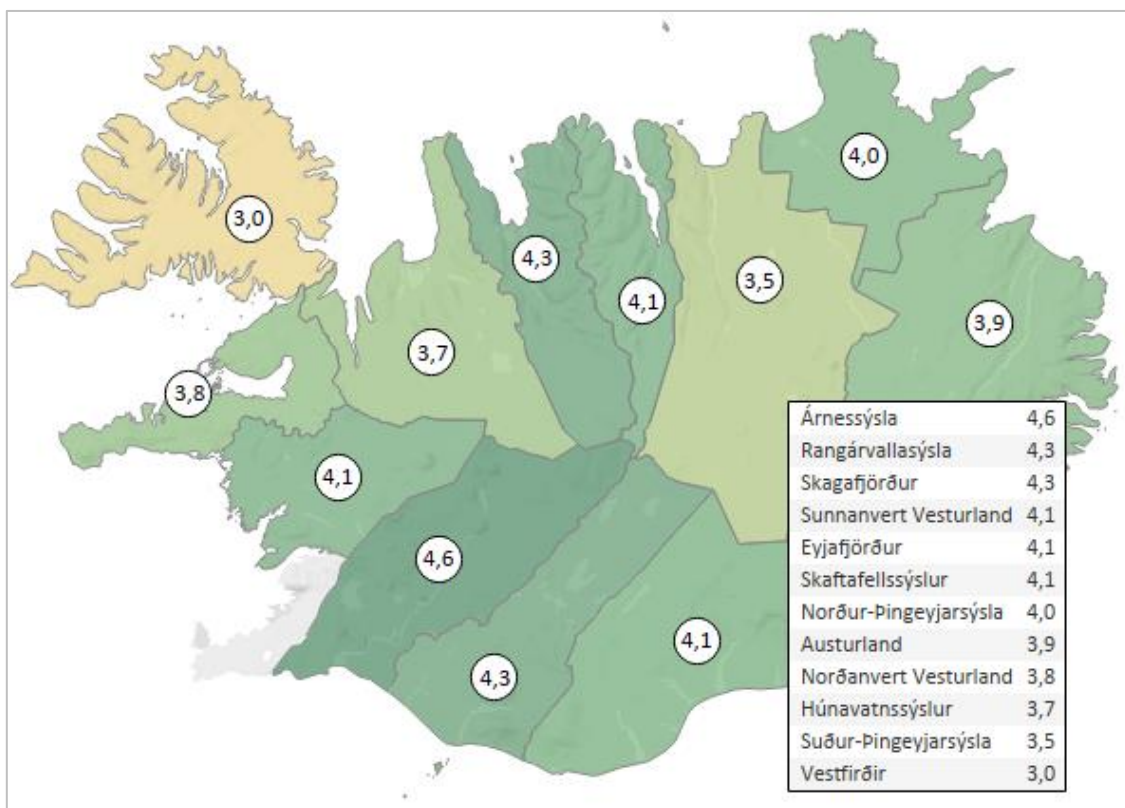 4,0
3,0
4,3
3,5
4,1
3,9
3,7
3,8
4,1
4,6
4,1
4,3
Árnessýsla 4,6
Rangárvallasýsla 4,3
Skagafjörður 4,3
Sunnanvert Vesturland 4,1
Eyjafjörður 4,1
Skaftafellssýslur 4,1
Norður-Þingeyjarsýsla 4,0
Austurland 3,9
Norðanvert Vesturland 3,8
Húnavatnssýslur 3,7
Suður-Þingeyjarsýsla 3,5
Vestfirðir 3,0